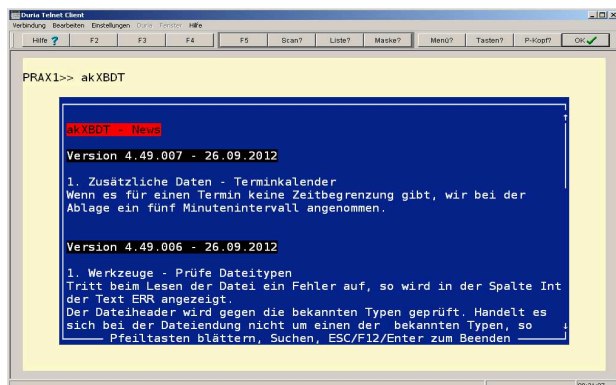 Duria Telnet Client
Verbindung Bearbeiten Einstellungen Duria Fenster Hilfe
Hilfe ? F2 F3 F4 F5 Scan? Liste? Maske? Menü? Tasten? P-Kopf? OK
PRAX1>> akXBDT
akXBDT - News
Version 4.49.007 - 26.09.2012
1. Zusätzliche Daten - Terminkalender
Wenn es für einen Termin keine Zeitbegrenzung gibt, wir bei der
Ablage ein fünf Minutenintervall angenommen.
Version 4.49.006 - 26.09.2012
1. Werkzeuge - Prüfe Dateitypen
Tritt beim Lesen der Datei ein Fehler auf, so wird in der Spalte Int
der Text ERR angezeigt.
Der Dateiheader wird gegen die bekannten Typen geprüft. Handelt es
sich bei der Dateiendung nicht um einen der bekannten Typen, so
Pfeiltasten blättern, Suchen, ESC/F12/Enter zum Beenden